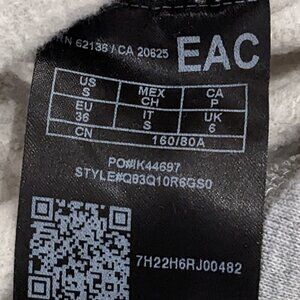 RN 62136 / CA 20625
EAC
US MEX CA
S CH P
EU IT UK
36 S 6
CN 160/80A
PO#IK44697
STYLE#Q83Q10R6GS0
7H22H6RJ00482